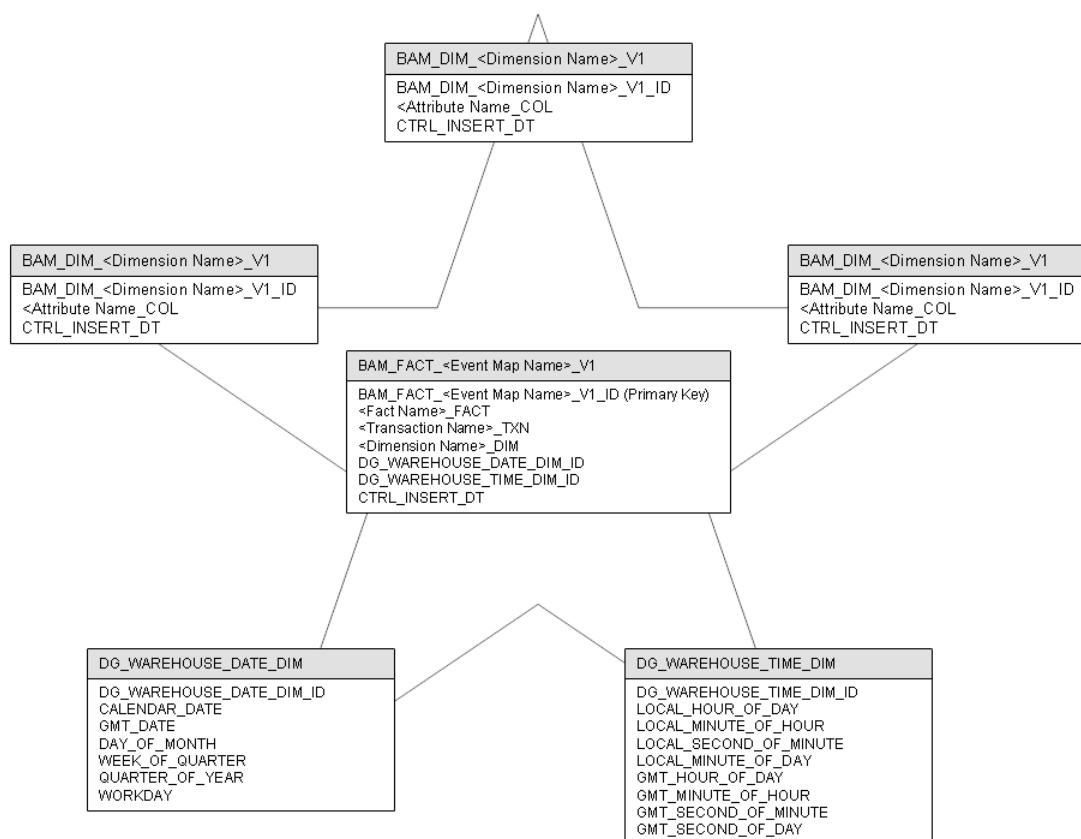 BAM_DIM_<Dimension Name>_V1
BAM_DIM_<Dimension Name>_V1_ID
<Attribute Name_COL
CTRL_INSERT_DT
BAM_DIM_<Dimension Name>_V1
BAM_DIM_<Dimension Name>_V1_ID
<Attribute Name_COL
CTRL_INSERT_DT
BAM_DIM_<Dimension Name>_V1
BAM_DIM_<Dimension Name>_V1_ID
<Attribute Name_COL
CTRL_INSERT_DT
BAM_FACT_<Event Map Name>_V1
BAM_FACT_<Event Map Name>_V1_ID (Primary Key)
<Fact Name>_FACT
<Transaction Name>_TXN
<Dimension Name>_DIM
DG_WAREHOUSE_DATE_DIM_ID
DG_WAREHOUSE_TIME_DIM_ID
CTRL_INSERT_DT
DG_WAREHOUSE_DATE_DIM
DG_WAREHOUSE_DATE_DIM_ID
CALENDAR_DATE
GMT_DATE
DAY_OF_MONTH
WEEK_OF_QUARTER
QUARTER_OF_YEAR
WORKDAY
DG_WAREHOUSE_TIME_DIM
DG_WAREHOUSE_TIME_DIM_ID
LOCAL_HOUR_OF_DAY
LOCAL_MINUTE_OF_HOUR
LOCAL_SECOND_OF_MINUTE
LOCAL_MINUTE_OF_DAY
GMT_HOUR_OF_DAY
GMT_MINUTE_OF_HOUR
GMT_SECOND_OF_MINUTE
GMT_SECOND_OF_DAY